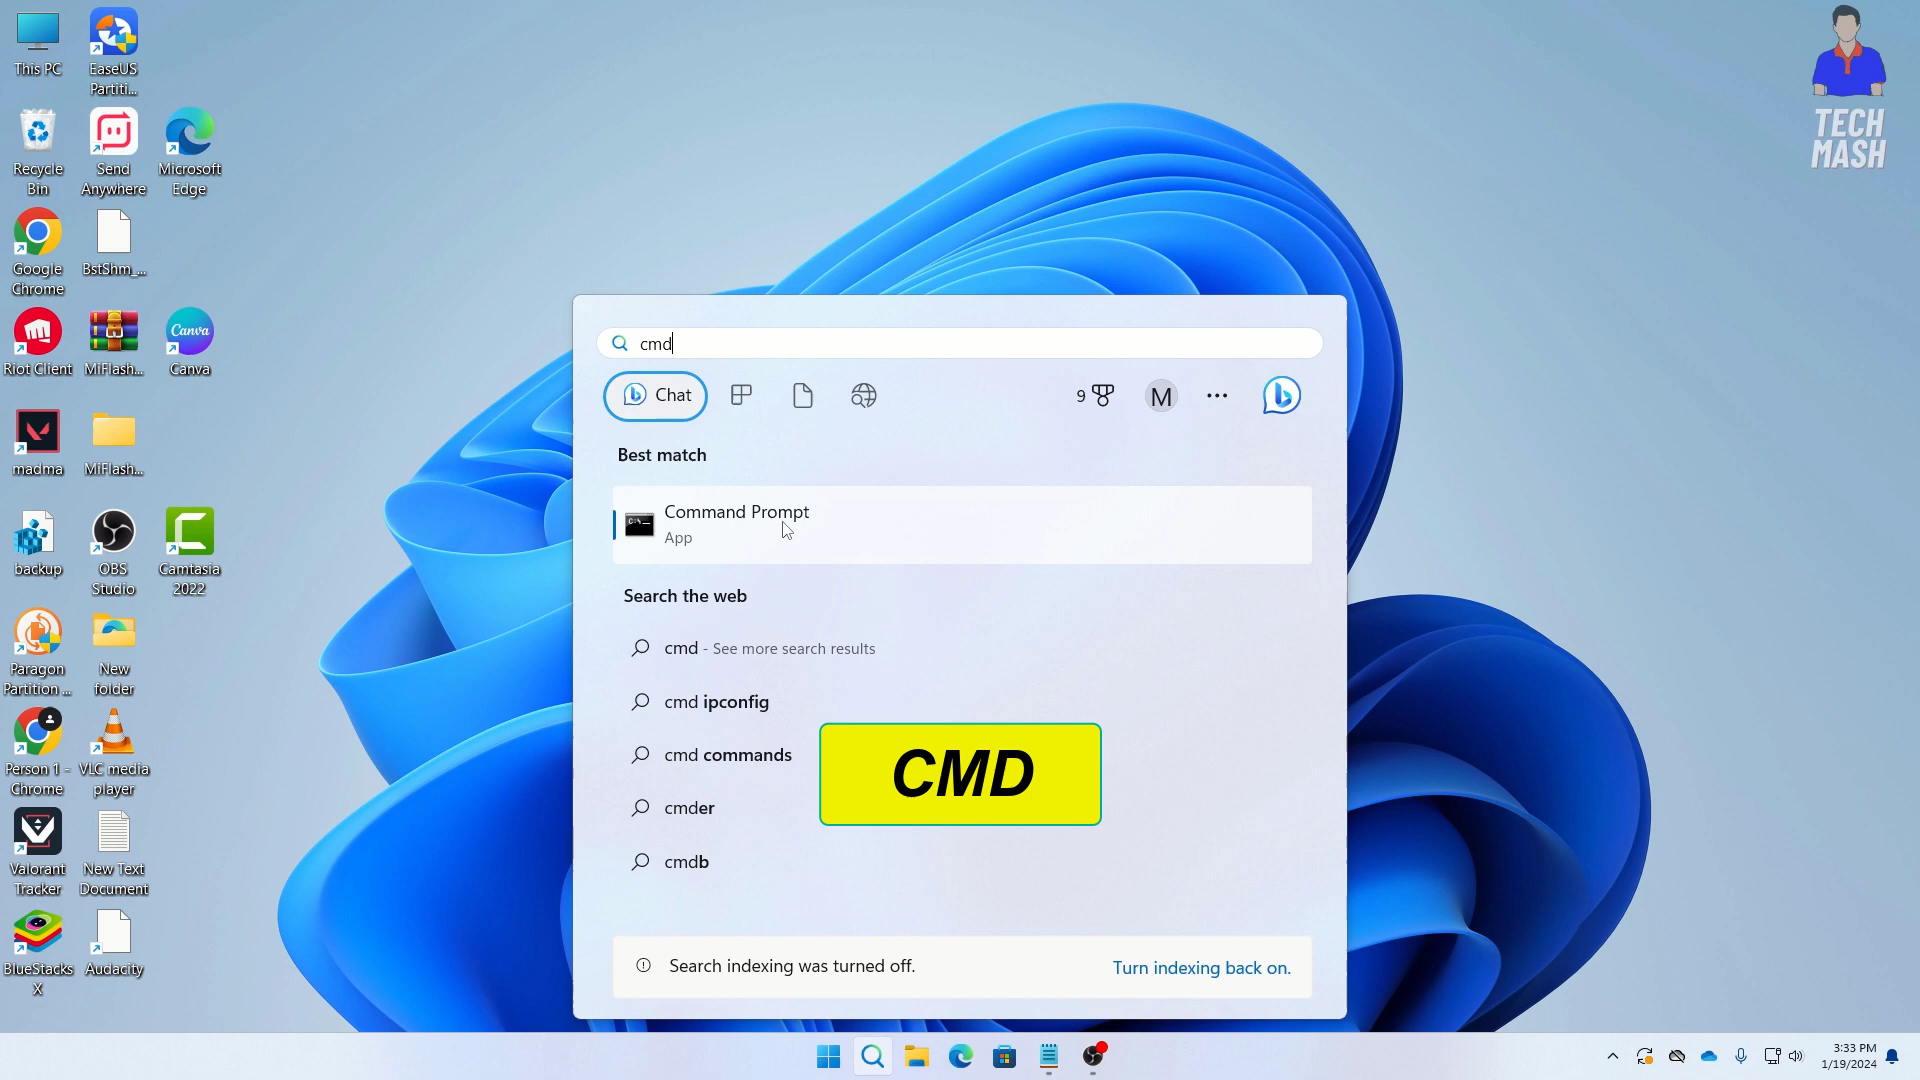 This PC
EaseUS
Partiti...
Recycle
Bin
Send
Anywhere
Microsoft
Edge
Google
Chrome
BstShm_...
Riot Client
MiFlash...
Canva
Canva
madma
MiFlash...
backup
OBS
Studio
Camtasia
2022
Paragon
Partition ...
New
folder
Person 1 -
Chrome
VLC media
player
Valorant
Tracker
New Text
Document
BlueStacks
X
Audacity
TECH
MASH
cmd
Chat
9
M
Best match
Command Prompt
App
Search the web
cmd - See more search results
cmd ipconfig
cmd commands
cmder
cmdb
CMD
Search indexing was turned off.
Turn indexing back on.
3:33 PM
1/19/2024